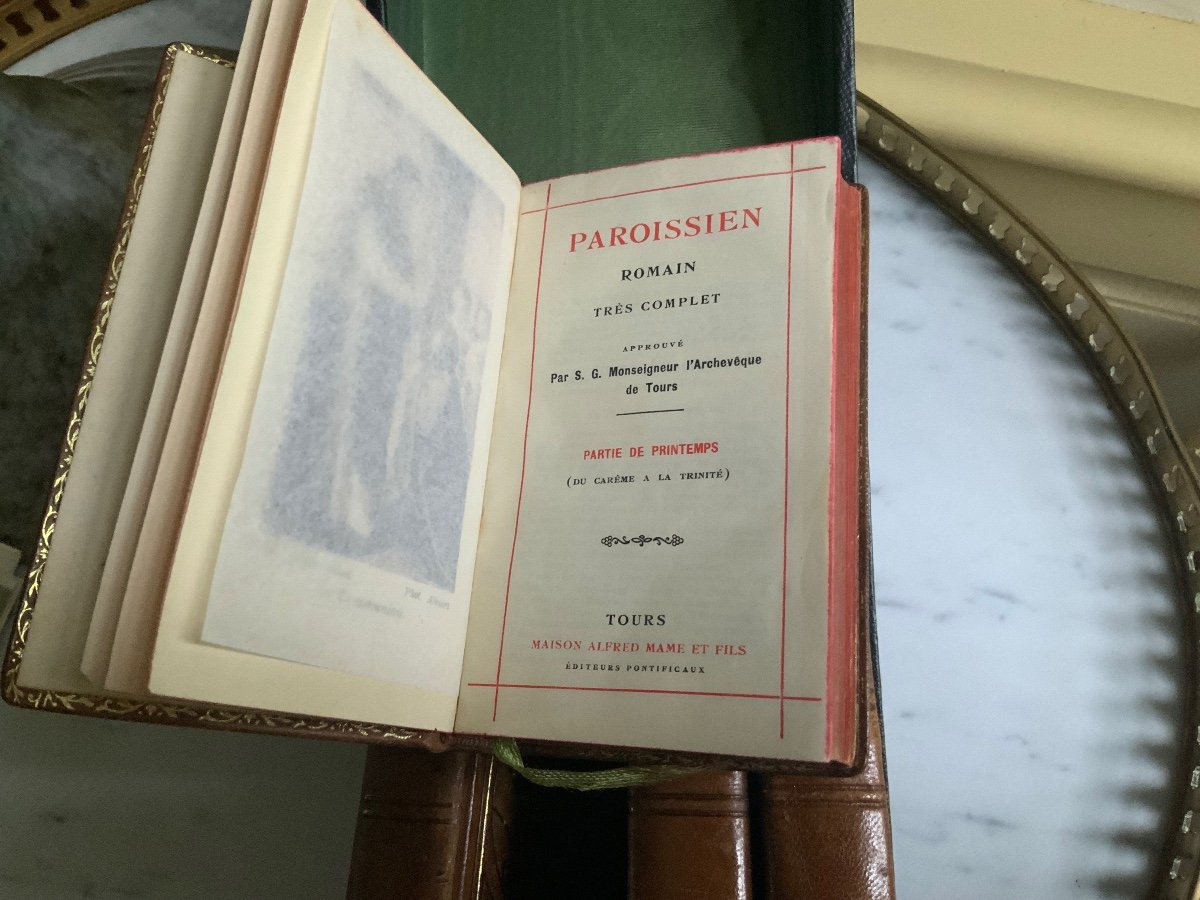 PAROISSIEN
ROMAIN
TRÈS COMPLET
APPROUVÉ
Par S. G. Monseigneur l'Archevêque
de Tours
PARTIE DE PRINTEMPS
(DU CARÊME A LA TRINITÉ)
TOURS
MAISON ALFRED MAME ET FILS
ÉDITEURS PONTIFICAUX